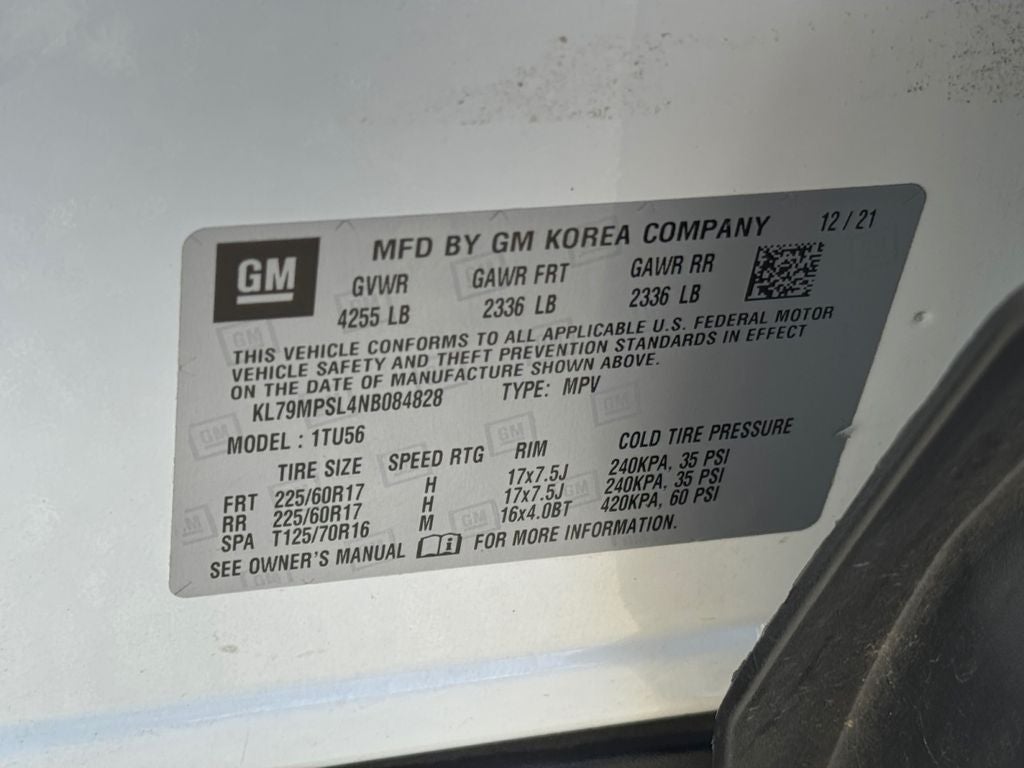 GM
MFD BY GM KOREA COMPANY 12 / 21
GVWR GAWR FRT GAWR RR
4255 LB 2336 LB 2336 LB
THIS VEHICLE CONFORMS TO ALL APPLICABLE U.S. FEDERAL MOTOR
VEHICLE SAFETY AND THEFT PREVENTION STANDARDS IN EFFECT
ON THE DATE OF MANUFACTURE SHOWN ABOVE.
KL79MPSL4NB084828 TYPE: MPV
MODEL : 1TU56
TIRE SIZE SPEED RTG RIM COLD TIRE PRESSURE
FRT 225/60R17 H 17x7.5J 240KPA, 35 PSI
RR 225/60R17 H 17x7.5J 240KPA, 35 PSI
SPA T125/70R16 M 16x4.0BT 420KPA, 60 PSI
SEE OWNER'S MANUAL FOR MORE INFORMATION.